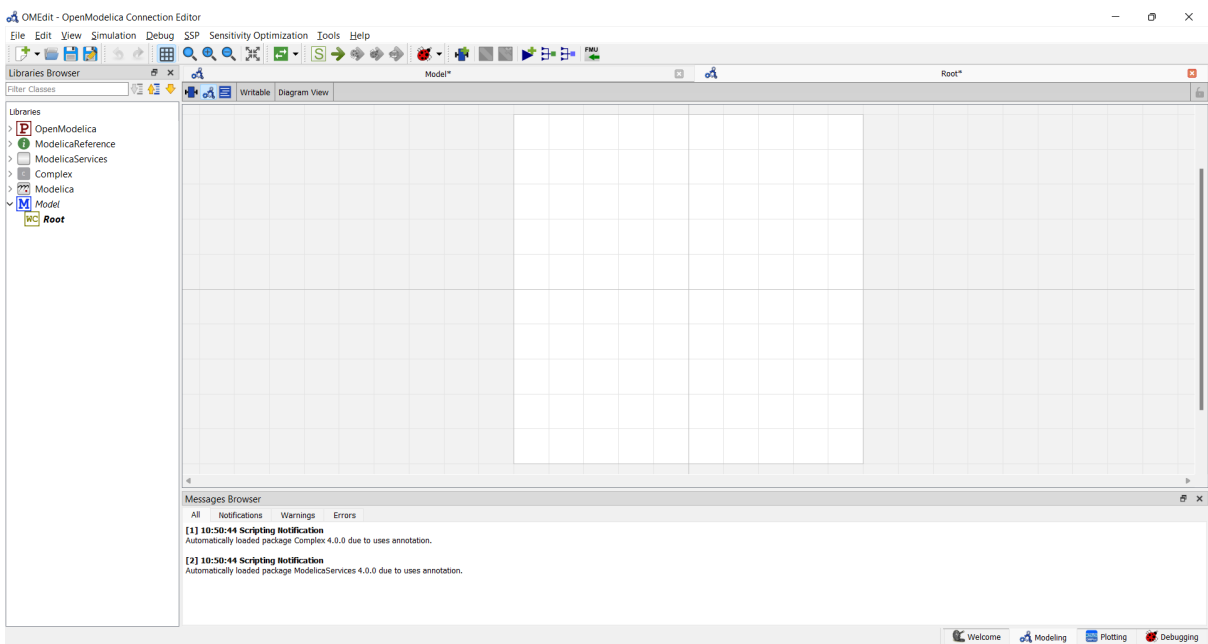 OMEdit - OpenModelica Connection Editor
File Edit View Simulation Debug SSP Sensitivity Optimization Tools Help
S FMU
Libraries Browser
Model*
Root*
Filter Classes
Writable Diagram View
Libraries
P OpenModelica
i ModelicaReference
ModelicaServices
C Complex
Modelica
M Model
WC Root
Messages Browser
All Notifications Warnings Errors
[1] 10:50:44 Scripting Notification
Automatically loaded package Complex 4.0.0 due to uses annotation.
[2] 10:50:44 Scripting Notification
Automatically loaded package ModelicaServices 4.0.0 due to uses annotation.
Welcome Modeling Plotting Debugging